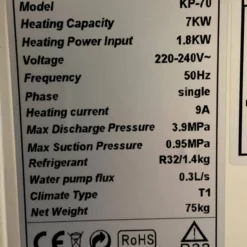 Model KP-70
Heating Capacity 7KW
Heating Power Input 1.8KW
Voltage 220-240V~
Frequency 50Hz
Phase single
Heating current 9A
Max Discharge Pressure 3.9MPa
Max Suction Pressure 0.95MPa
Refrigerant R32/1.4kg
Water pump flux 0.3L/s
Climate Type T1
Net Weight 75kg
CE RoHS